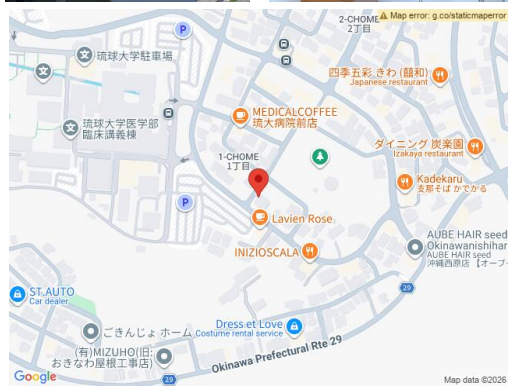 2-CHOME
2丁目
Map error: g.co/staticmaperror
P
琉球大学駐車場
四季五彩 きわ (囍和)
Japanese restaurant
MEDICALCOFFEE
琉大病院前店
琉球大学医学部
臨床講義棟
ダイニング 炭楽園
Izakaya restaurant
1-CHOME
1丁目
Kadekaru
支那そば かでかる
P
Lavien Rose
AUBE HAIR seed
Okinawanishihar
AUBE HAIR seed
沖縄西原店 【オーブ・
INIZIOSCALA
ST.AUTO
Car dealer
29
Dress et Love
Costume rental service
ごきんじょ ホーム
(有)MIZUHO(旧:
おきなわ屋根工事店)
Okinawa Prefectural Rte 29
29
Google
Map data ©2026